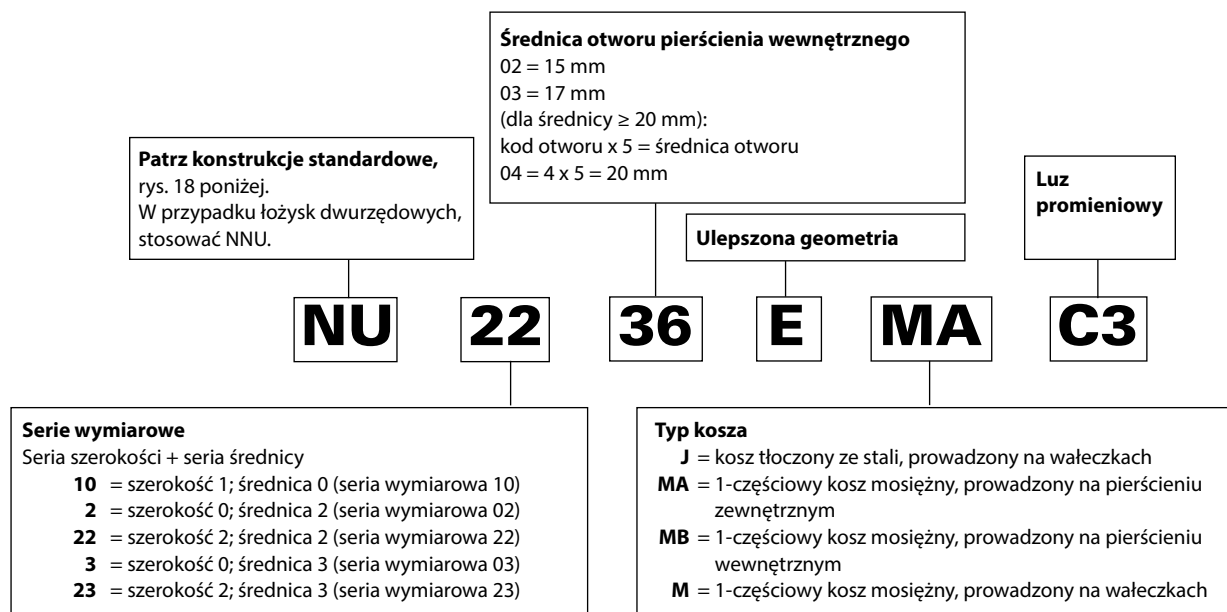 Średnica otworu pierścienia wewnętrznego
02 = 15 mm
03 = 17 mm
(dla średnicy ≥ 20 mm):
kod otworu x 5 = średnica otworu
04 = 4 x 5 = 20 mm
Patrz konstrukcje standardowe,
rys. 18 poniżej.
W przypadku łożysk dwurzędowych,
stosować NNU.
Ulepszona geometria
Luz
promieniowy
NU 22 36 E MA C3
Serie wymiarowe
Seria szerokości + seria średnicy
10 = szerokość 1; średnica 0 (seria wymiarowa 10)
2 = szerokość 0; średnica 2 (seria wymiarowa 02)
22 = szerokość 2; średnica 2 (seria wymiarowa 22)
3 = szerokość 0; średnica 3 (seria wymiarowa 03)
23 = szerokość 2; średnica 3 (seria wymiarowa 23)
Typ kosza
J = kosz tłoczony ze stali, prowadzony na wałeczkach
MA = 1-częściowy kosz mosiężny, prowadzony na pierścieniu
zewnętrznym
MB = 1-częściowy kosz mosiężny, prowadzony na pierścieniu
wewnętrznym
M = 1-częściowy kosz mosiężny, prowadzony na wałeczkach